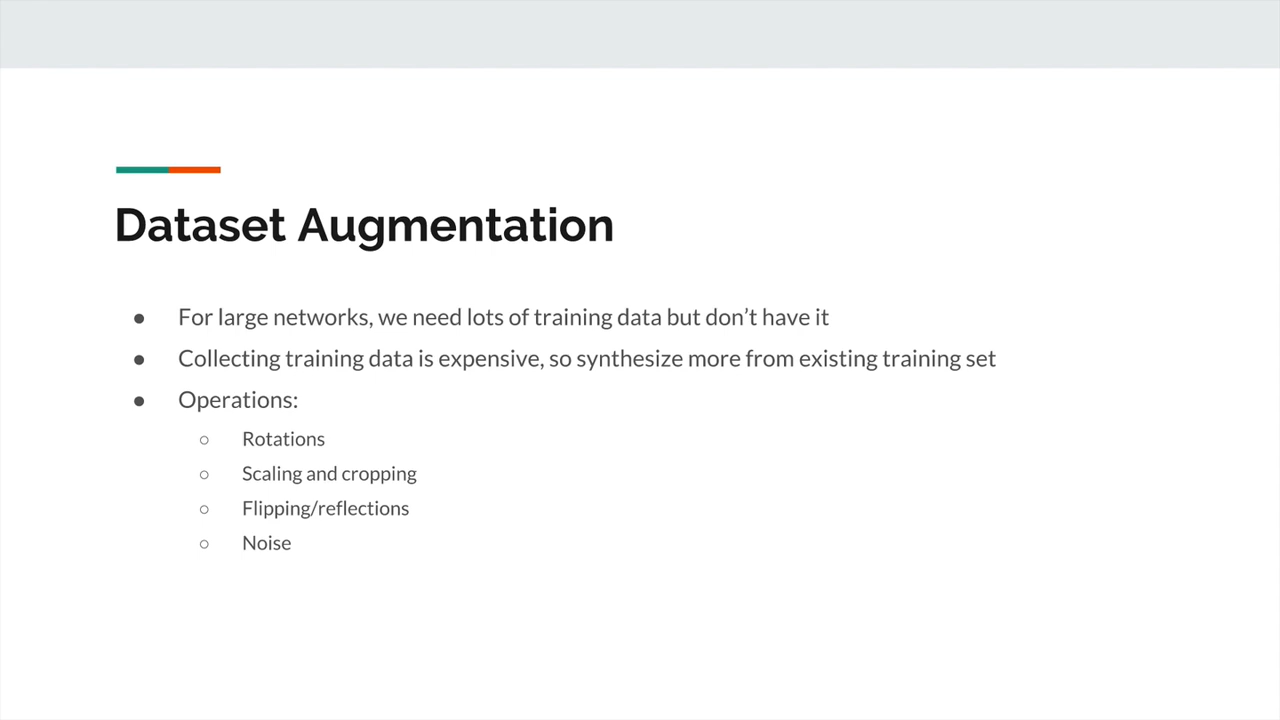 Dataset Augmentation
● For large networks, we need lots of training data but don’t have it
● Collecting training data is expensive, so synthesize more from existing training set
● Operations:
○ Rotations
○ Scaling and cropping
○ Flipping/reflections
○ Noise